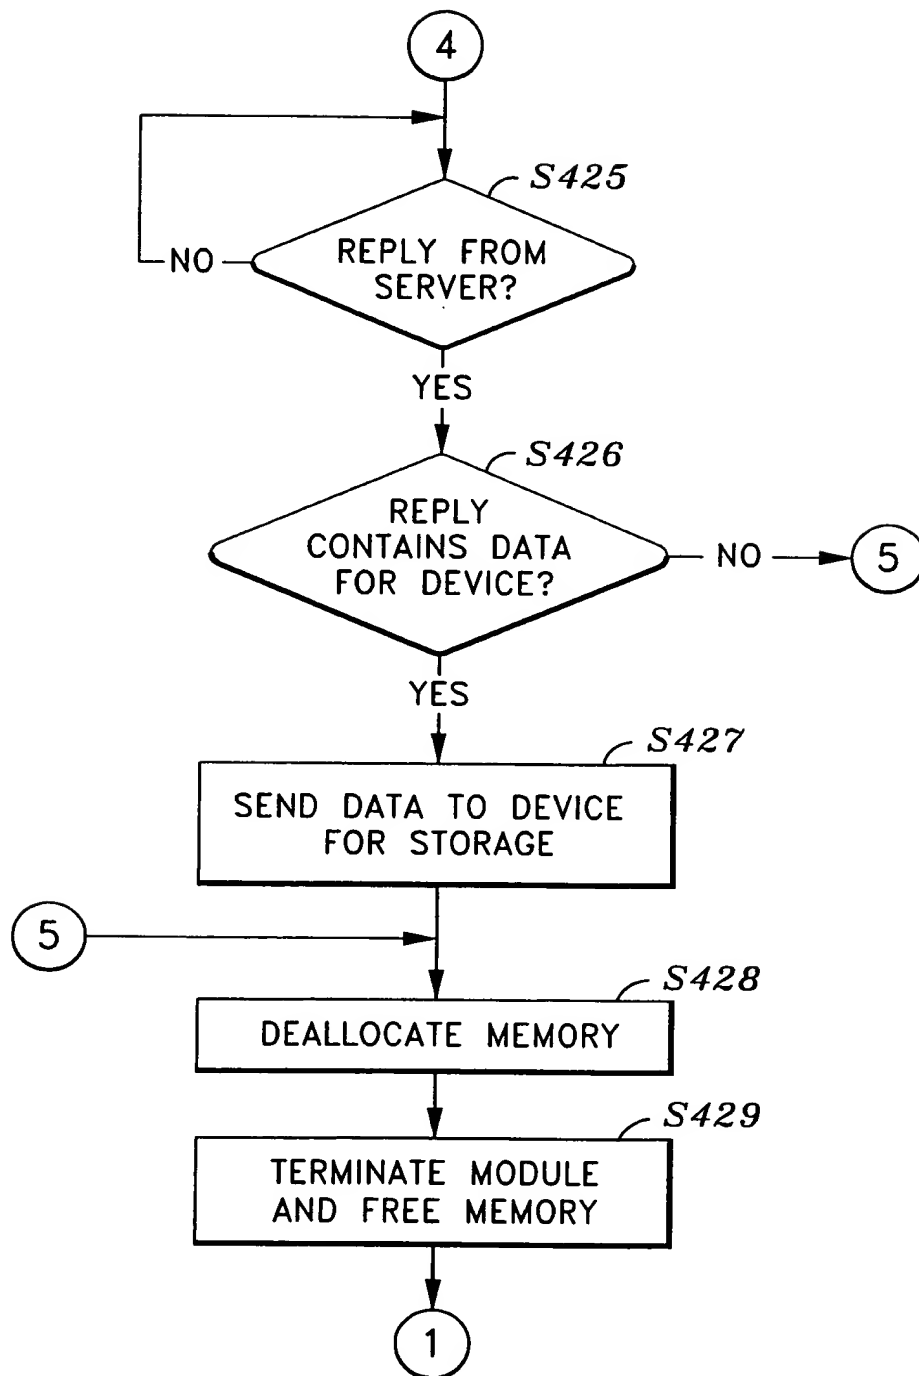 4
S425
REPLY FROM
SERVER?
NO
YES
S426
REPLY
CONTAINS DATA
FOR DEVICE?
NO
5
YES
S427
SEND DATA TO DEVICE
FOR STORAGE
5
S428
DEALLOCATE MEMORY
S429
TERMINATE MODULE
AND FREE MEMORY
1